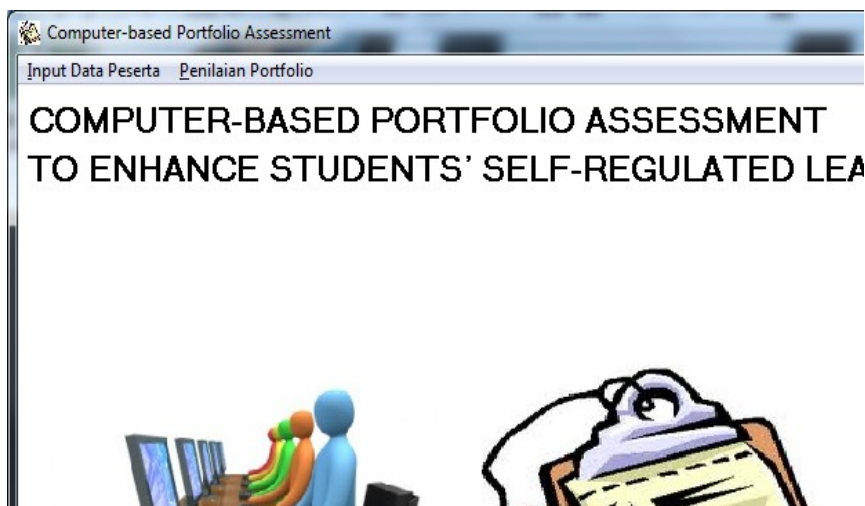 Computer-based Portfolio Assessment
Input Data Peserta Penilaian Portfolio
COMPUTER-BASED PORTFOLIO ASSESSMENT
TO ENHANCE STUDENTS’ SELF-REGULATED